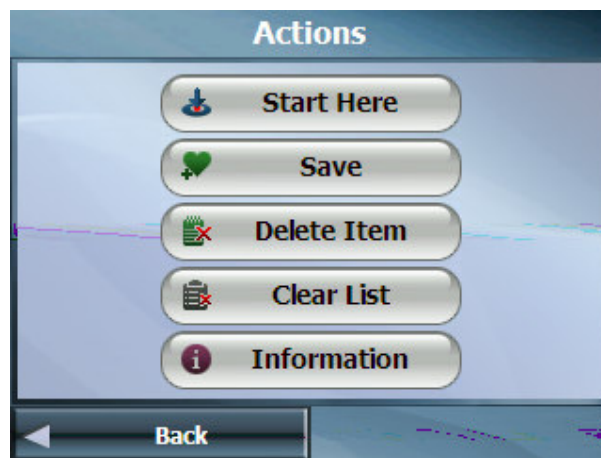 Actions
Start Here
Save
Delete Item
Clear List
Information
Back